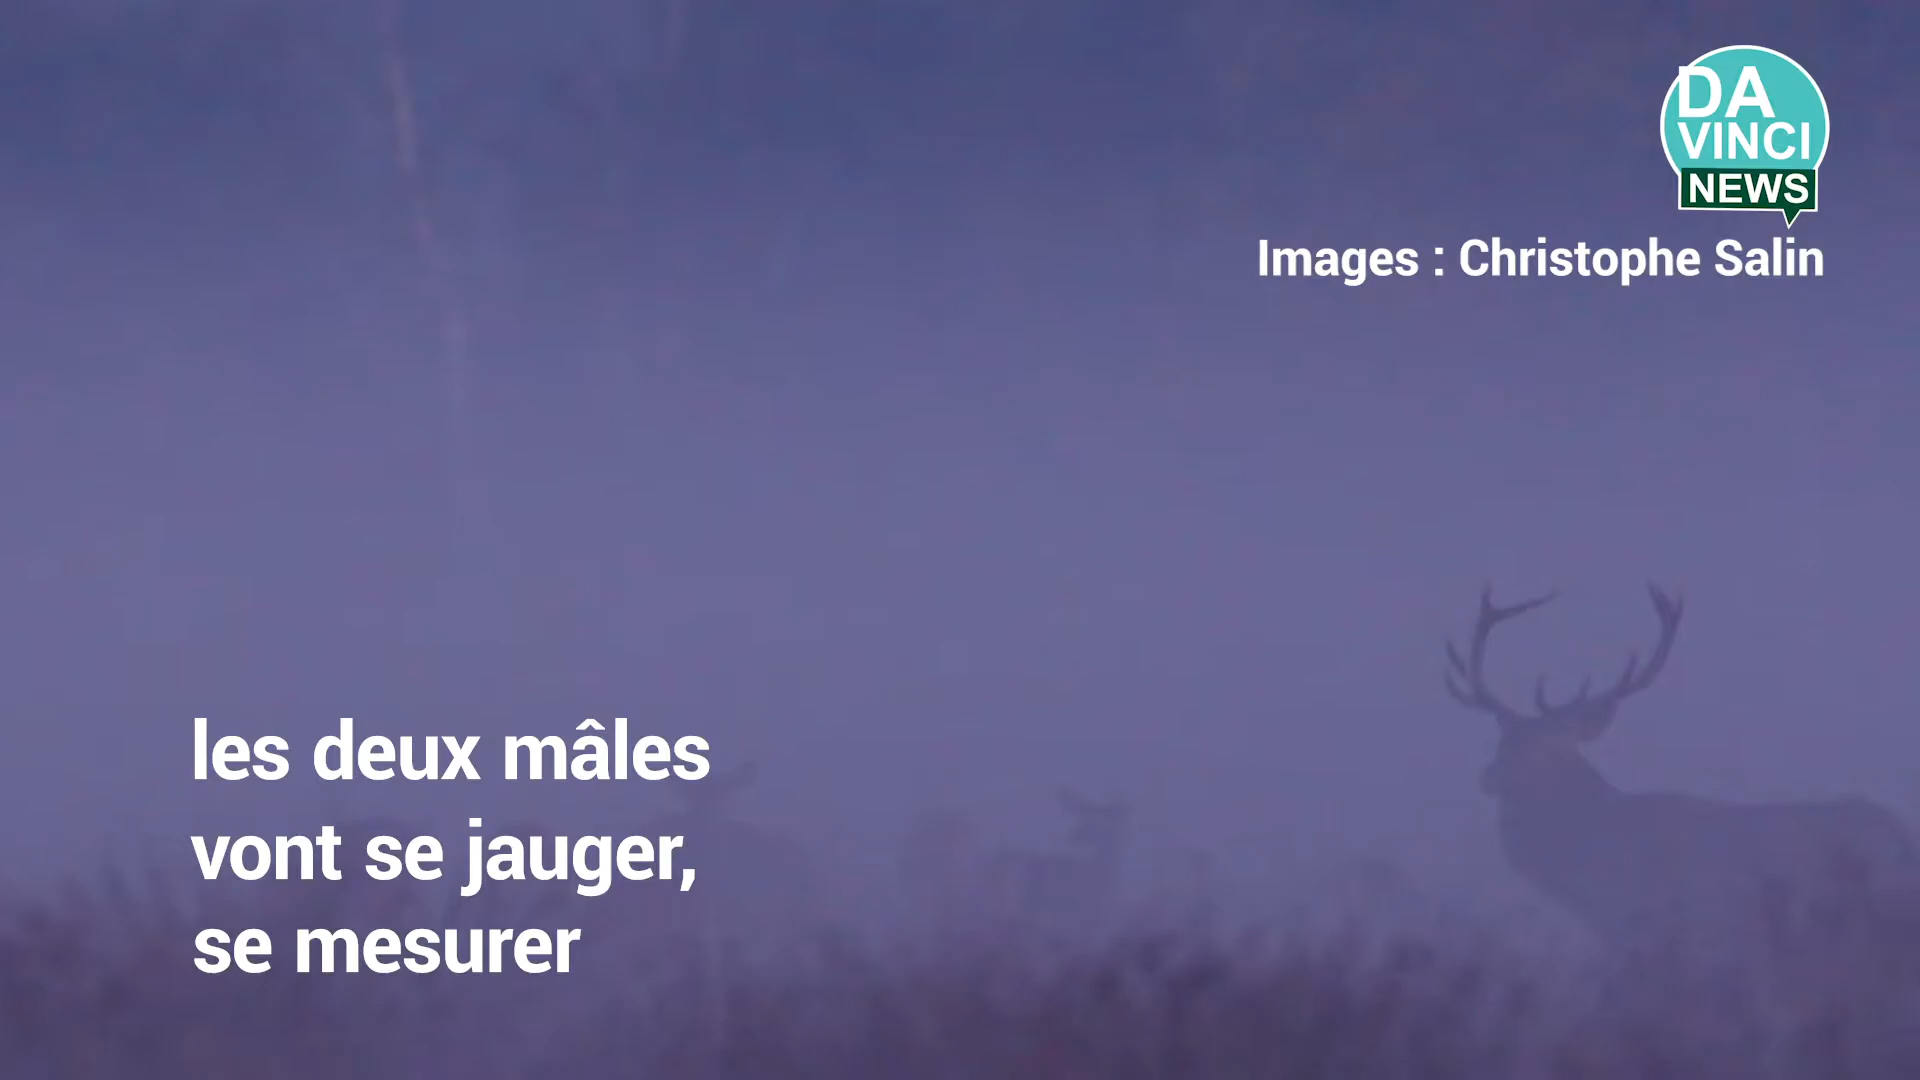 DA
VINCI
NEWS
Images : Christophe Salin
les deux mâles
vont se jauger,
se mesurer